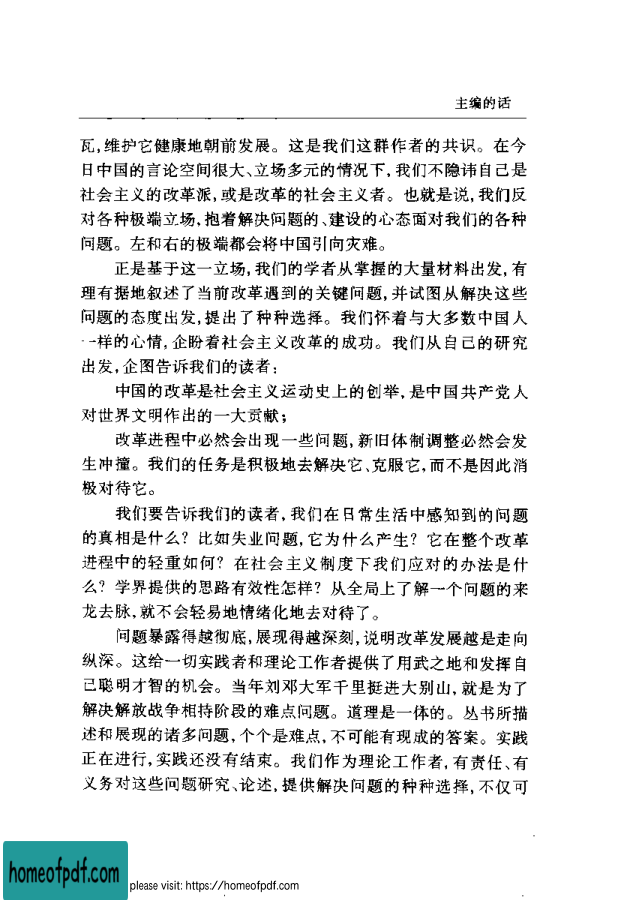 主编的话
瓦,维护它健康地朝前发展。这是我们这群作者的共识。在今
日中国的言论空间很大、立场多元的情况下,我们不隐讳自己是
社会主义的改革派,或是改革的社会主义者。也就是说,我们反
对各种极端立场,抱着解决问题的、建设的心态面对我们的各种
问题。左和右的极端都会将中国引向灾难。
正是基于这一立场,我们的学者从掌握的大量材料出发,有
理有据地叙述了当前改革遇到的关键问题,并试图从解决这些
问题的态度出发,提出了种种选择。我们怀着与大多数中国人
一样的心情,企盼着社会主义改革的成功。我们从自己的研究
出发,企图告诉我们的读者:
中国的改革是社会主义运动史上的创举,是中国共产党人
对世界文明作出的一大贡献;
改革进程中必然会出现一些问题,新旧体制调整必然会发
生冲撞。我们的任务是积极地去解决它、克服它,而不是因此消
极对待它。
我们要告诉我们的读者,我们在日常生活中感知到的问题
的真相是什么?比如失业问题,它为什么产生?它在整个改革
进程中的轻重如何?在社会主义制度下我们应对的办法是什
么?学界提供的思路有效性怎样?从全局上了解一个问题的来
龙去脉,就不会轻易地情绪化地去对待了。
问题暴露得越彻底,展现得越深刻,说明改革发展越是走向
纵深。这给一切实践者和理论工作者提供了用武之地和发挥自
己聪明才智的机会。当年刘邓大军千里挺进大别山,就是为了
解决解放战争相持阶段的难点问题。道理是一体的。丛书所描
述和展现的诸多问题,个个是难点,不可能有现成的答案。实践
正在进行,实践还没有结束。我们作为理论工作者,有责任、有
义务对这些问题研究、论述,提供解决问题的种种选择,不仅可
homeofpdf.com
please visit: https://homeofpdf.com